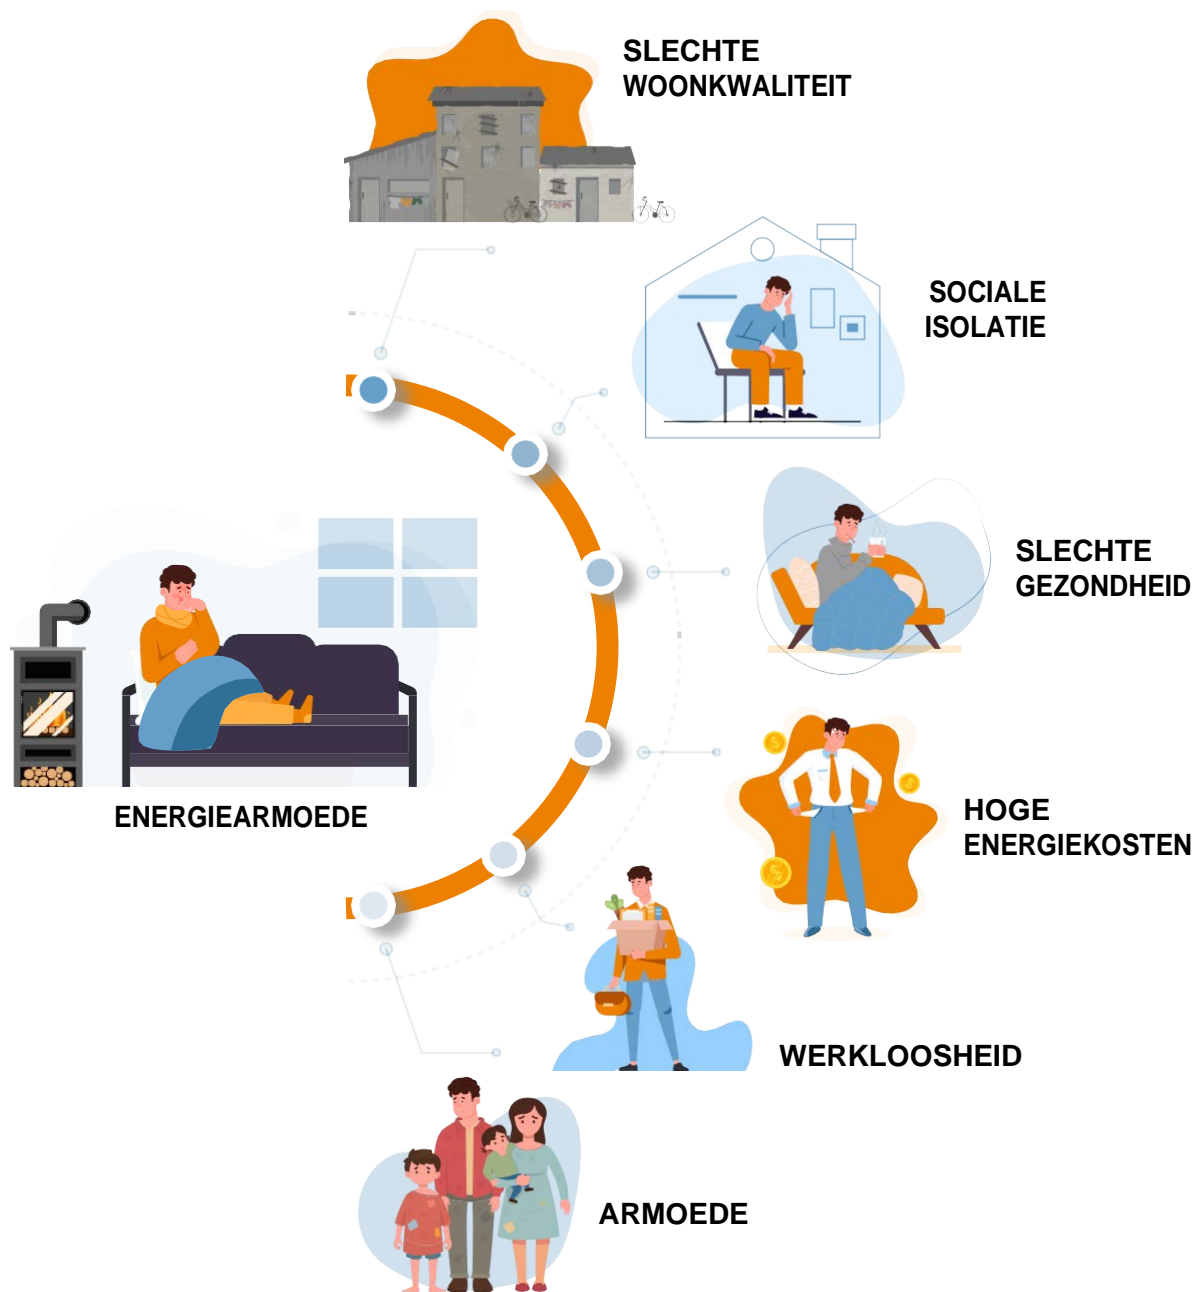 SLECHTE
WOONKWALITEIT
SOCIALE
ISOLATIE
SLECHTE
GEZONDHEID
ENERGIEARMOEDE
HOGE
ENERGIEKOSTEN
WERKLOOSHEID
ARMOEDE